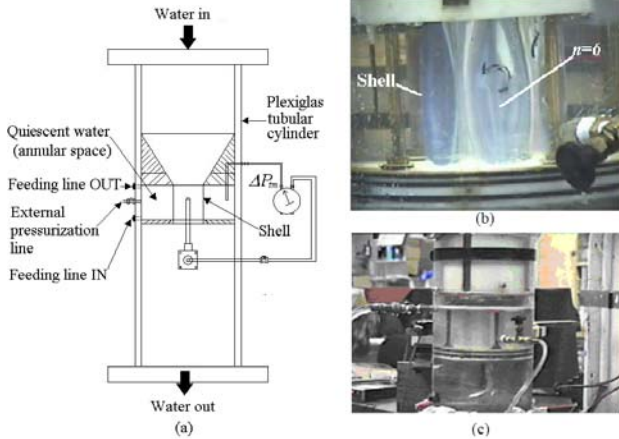 Water in
Plexiglas
tubular
cylinder
Quiescent water
(annular space)
Feeding line OUT
External
pressurization
line
Feeding line IN
ΔPtm
Shell
Water out
(a)
Shell
n=6
(b)
(c)